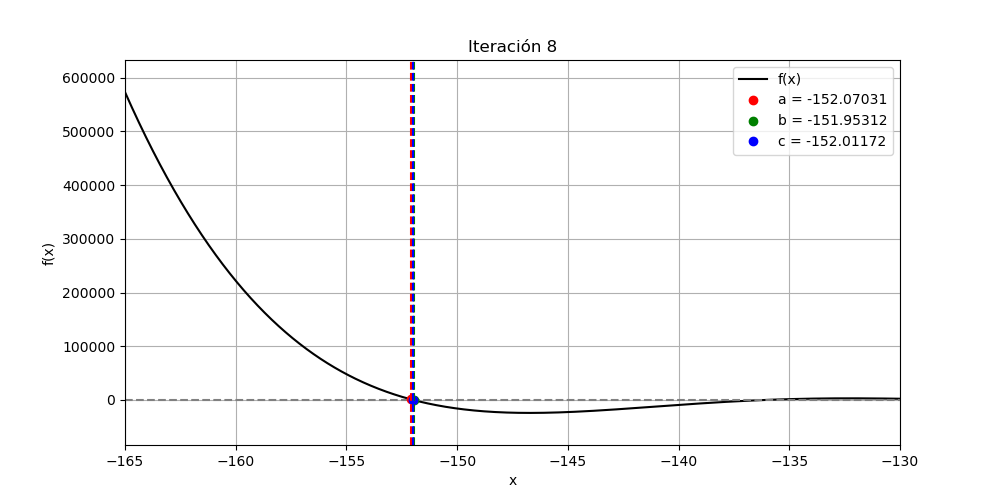 Iteración 8
600000
500000
400000
300000
200000
100000
0
f(x)
f(x)
a = -152.07031
b = -151.95312
c = -152.01172
−165 −160 −155 −150 −145 −140 −135 −130
x